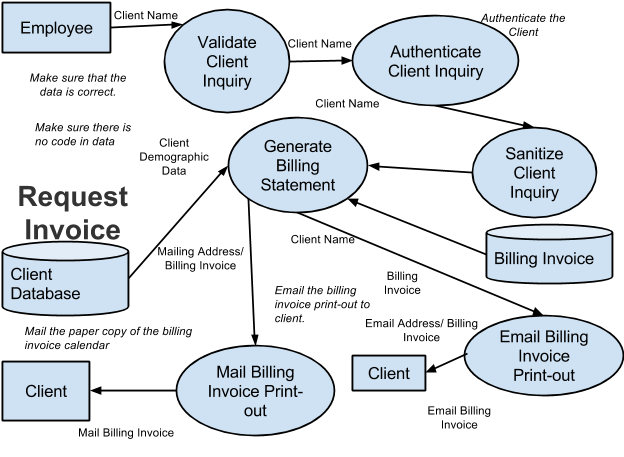 Employee
Client Name
Validate
Client
Inquiry
Client Name
Authenticate
Client Inquiry
Authenticate the
Client
Make sure that the
data is correct.
Client Name
Make sure there is
no code in data
Client
Demographic
Data
Generate
Billing
Statement
Sanitize
Client
Inquiry
Request
Invoice
Client
Database
Mailing Address/
Billing Invoice
Client Name
Billing Invoice
Billing
Invoice
Email the billing
invoice print-out to
client.
Mail the paper copy of the billing
invoice calendar
Email Address/ Billing
Invoice
Email Billing
Invoice
Print-out
Client
Mail Billing
Invoice Print-
out
Client
Email Billing
Invoice
Mail Billing Invoice